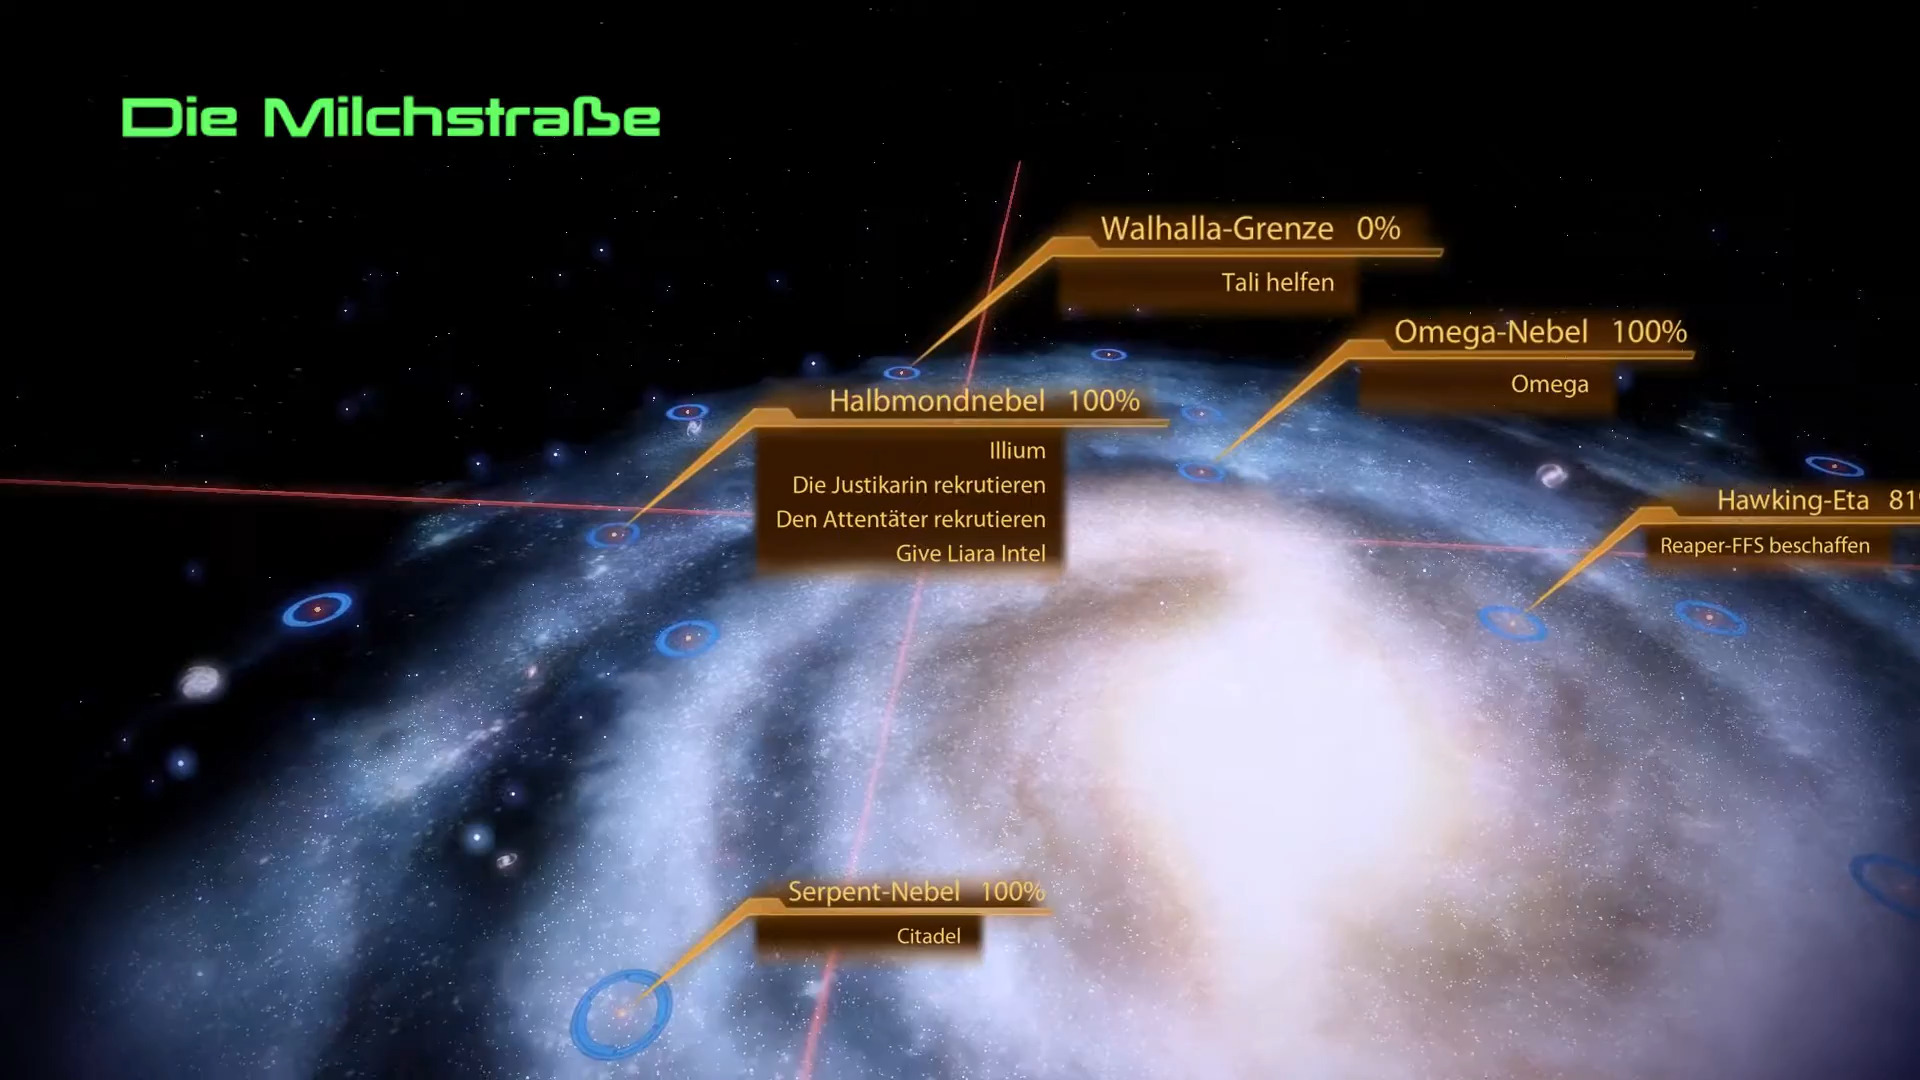 Die Milchstraße
Walhalla-Grenze 0%
Tali helfen
Omega-Nebel 100%
Omega
Halbmondnebel 100%
Illium
Die Justikarin rekrutieren
Den Attentäter rekrutieren
Give Liara Intel
Hawking-Eta 81
Reaper-FFS beschaffen
Serpent-Nebel 100%
Citadel